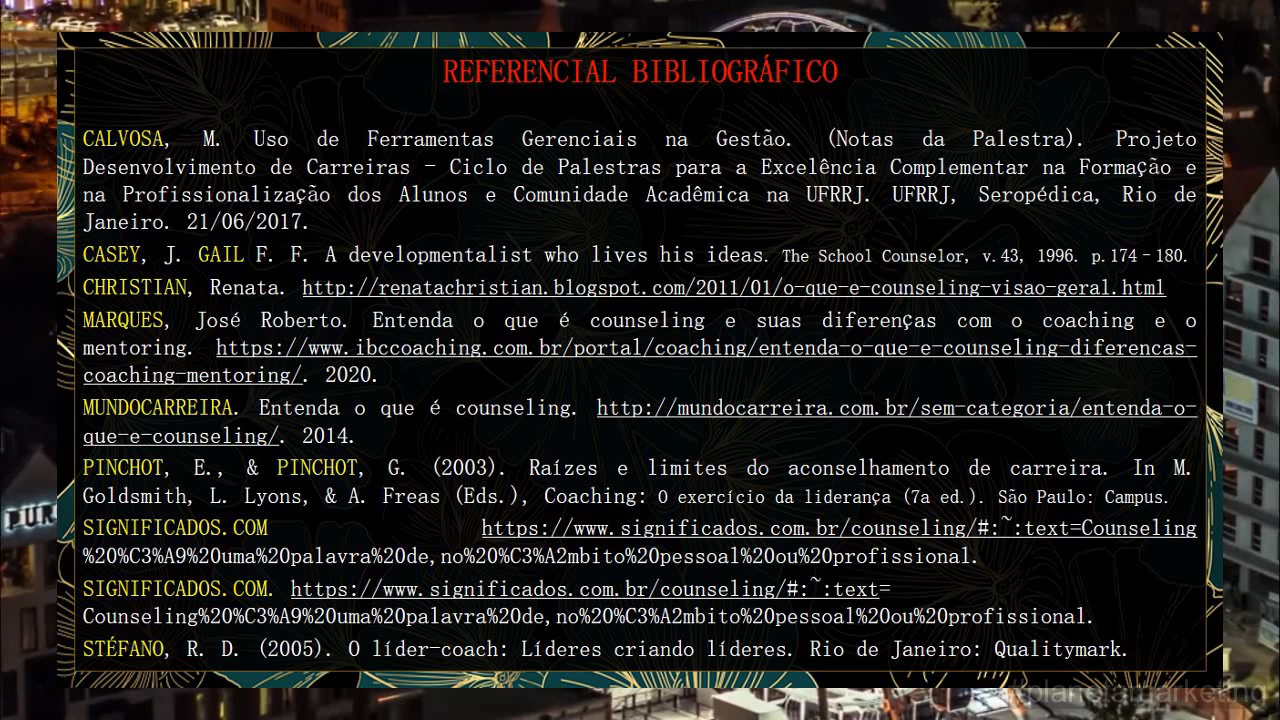 REFERENCIAL BIBLIOGRÁFICO
CALVOSA, M. Uso de Ferramentas Gerenciais na Gestão. (Notas da Palestra). Projeto
Desenvolvimento de Carreiras – Ciclo de Palestras para a Excelência Complementar na Formação e
na Profissionalização dos Alunos e Comunidade Acadêmica na UFRRJ. UFRRJ, Seropédica, Rio de
Janeiro. 21/06/2017.
CASEY, J. GAIL F. F. A developmentalist who lives his ideas. The School Counselor, v.43, 1996. p.174–180.
CHRISTIAN, Renata. http://renatachristian.blogspot.com/2011/01/o-que-e-counseling-visao-geral.html
MARQUES, José Roberto. Entenda o que é counseling e suas diferenças com o coaching e o
mentoring. https://www.ibccoaching.com.br/portal/coaching/entenda-o-que-e-counseling-diferencas-
coaching-mentoring/. 2020.
MUNDOCARREIRA. Entenda o que é counseling. http://mundocarreira.com.br/sem-categoria/entenda-o-
que-e-counseling/. 2014.
PINCHOT, E., & PINCHOT, G. (2003). Raízes e limites do aconselhamento de carreira. In M.
Goldsmith, L. Lyons, & A. Freas (Eds.), Coaching: O exercício da liderança (7a ed.). São Paulo: Campus.
SIGNIFICADOS.COM https://www.significados.com.br/counseling/#:~:text=Counseling
%20%C3%A9%20uma%20palavra%20de,no%20%C3%A2mbito%20pessoal%20ou%20profissional.
SIGNIFICADOS.COM. https://www.significados.com.br/counseling/#:~:text=
Counseling%20%C3%A9%20uma%20palavra%20de,no%20%C3%A2mbito%20pessoal%20ou%20profissional.
STÉFANO, R. D. (2005). O líder-coach: Líderes criando líderes. Rio de Janeiro: Qualitymark.
PUR
#planetamarketing